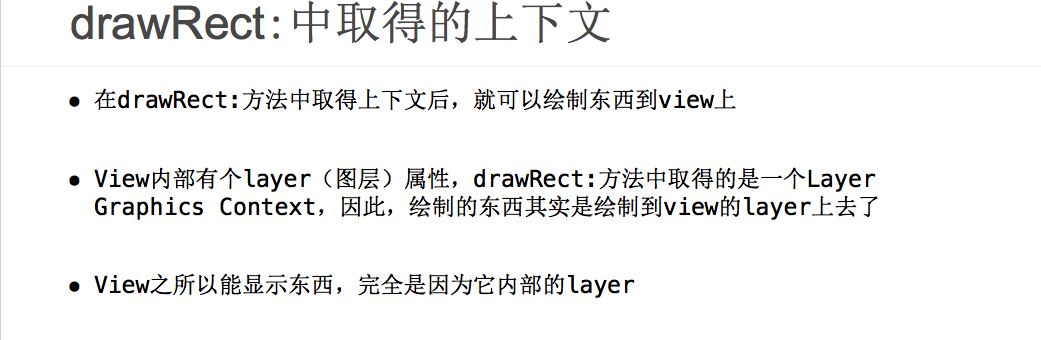 drawRect:中取得的上下文
● 在drawRect:方法中取得上下文后，就可以绘制东西到view上
● View内部有个layer（图层）属性，drawRect:方法中取得的是一个Layer
Graphics Context，因此，绘制的东西其实是绘制到view的layer上去了
● View之所以能显示东西，完全是因为它内部的layer